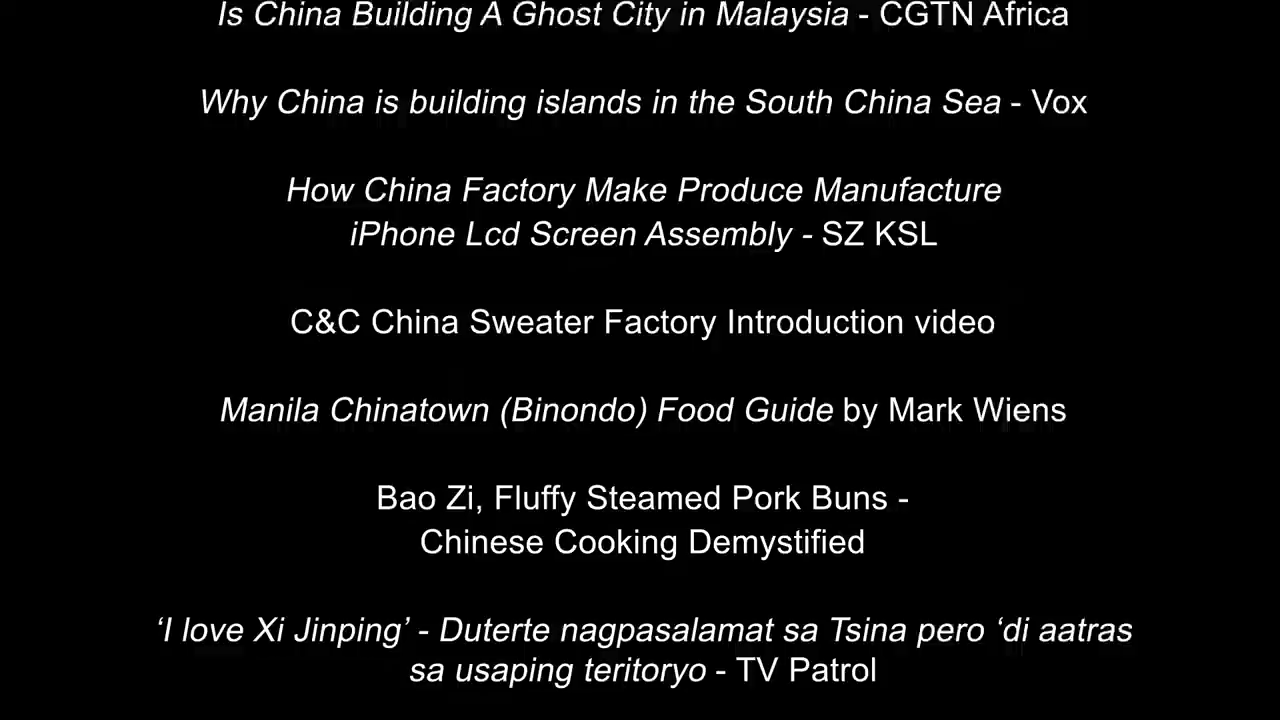 Is China Building A Ghost City in Malaysia - CGTN Africa
Why China is building islands in the South China Sea - Vox
How China Factory Make Produce Manufacture
iPhone Lcd Screen Assembly - SZ KSL
C&C China Sweater Factory Introduction video
Manila Chinatown (Binondo) Food Guide by Mark Wiens
Bao Zi, Fluffy Steamed Pork Buns -
Chinese Cooking Demystified
‘I love Xi Jinping’ - Duterte nagpasalamat sa Tsina pero ‘di aatras
sa usaping teritoryo - TV Patrol